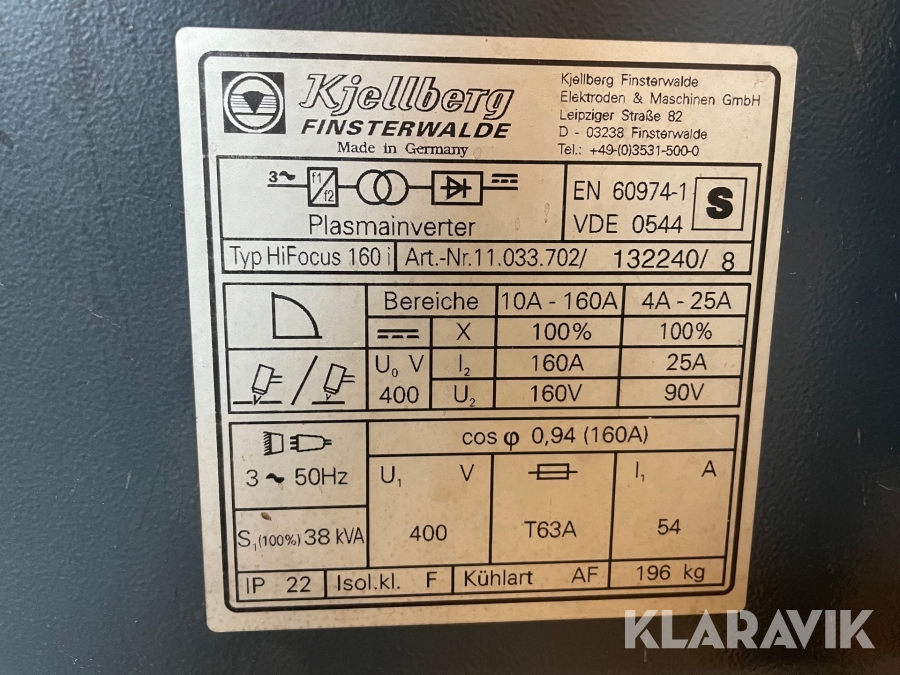 Kjellberg
FINSTERWALDE
Made in Germany
Kjellberg Finsterwalde
Elektroden & Maschinen GmbH
Leipziger Straße 82
D - 03238 Finsterwalde
Tel.: +49-(0)3531-500-0
3~ f1 f2
Plasmainverter
EN 60974-1
VDE 0544
S
Typ HiFocus 160 i Art.-Nr.11.033.702/ 132240/ 8
Bereiche 10A - 160A 4A - 25A
X 100% 100%
U0 V I2 160A 25A
400 U2 160V 90V
cos φ 0,94 (160A)
3 ~ 50Hz U1 V I1 A
S1(100%) 38 kVA 400 T63A 54
IP 22 Isol.kl. F Kühlart AF 196 kg
KLARAVIK